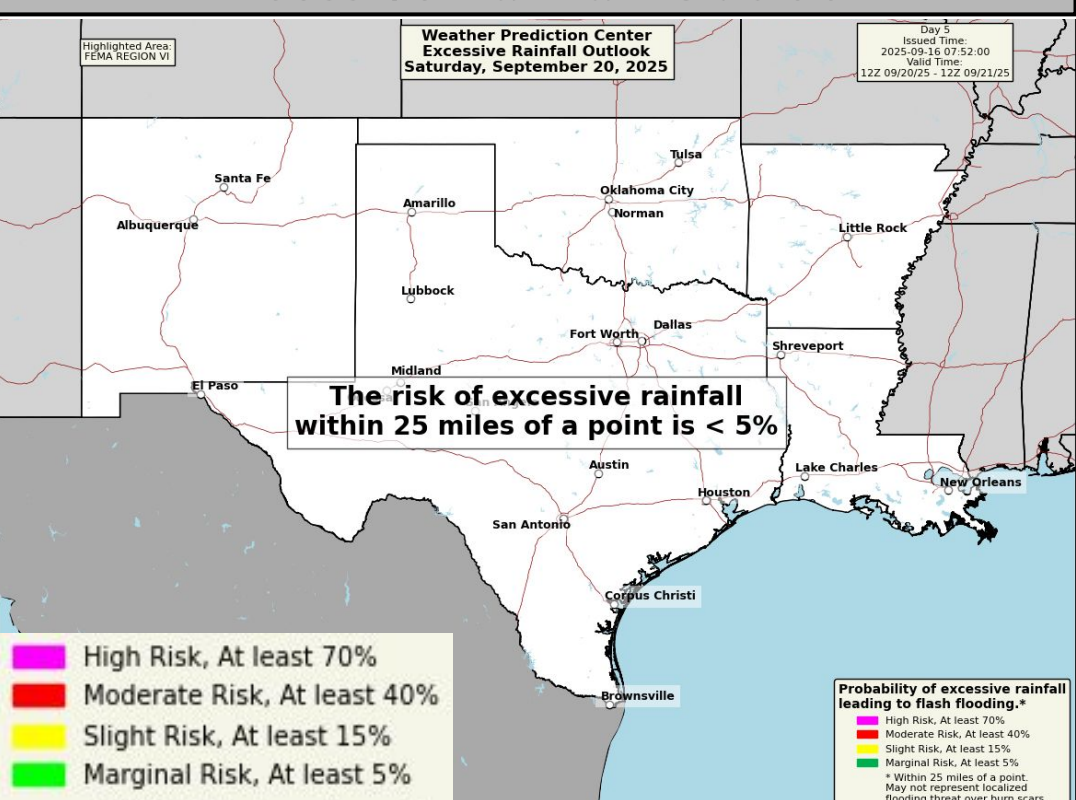 Highlighted Area:
FEMA REGION VI
Weather Prediction Center
Excessive Rainfall Outlook
Saturday, September 20, 2025
Day 5
Issued Time:
2025-09-16 07:52:00
Valid Time:
12Z 09/20/25 - 12Z 09/21/25
Tulsa
Santa Fe
Oklahoma City
Amarillo
Norman
Albuquerque
Little Rock
Lubbock
Dallas
Fort Worth
Shreveport
Midland
El Paso
The risk of excessive rainfall
within 25 miles of a point is < 5%
Austin
Lake Charles
New Orleans
Houston
San Antonio
Corpus Christi
Brownsville
High Risk, At least 70%
Moderate Risk, At least 40%
Slight Risk, At least 15%
Marginal Risk, At least 5%
Probability of excessive rainfall
leading to flash flooding.*
High Risk, At least 70%
Moderate Risk, At least 40%
Slight Risk, At least 15%
Marginal Risk, At least 5%
* Within 25 miles of a point.
May not represent localized
flooding threat over burn scars